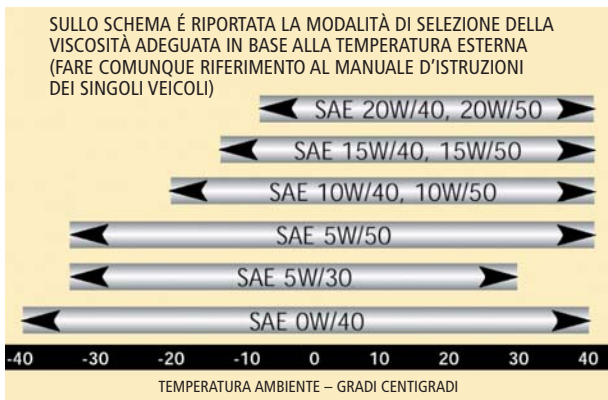 SULLO SCHEMA É RIPORTATA LA MODALITÀ DI SELEZIONE DELLA
VISCOSITÀ ADEGUATA IN BASE ALLA TEMPERATURA ESTERNA
(FARE COMUNQUE RIFERIMENTO AL MANUALE D'ISTRUZIONI
DEI SINGOLI VEICOLI)
SAE 20W/40, 20W/50
SAE 15W/40, 15W/50
SAE 10W/40, 10W/50
SAE 5W/50
SAE 5W/30
SAE 0W/40
-40 -30 -20 -10 0 10 20 30 40
TEMPERATURA AMBIENTE – GRADI CENTIGRADI